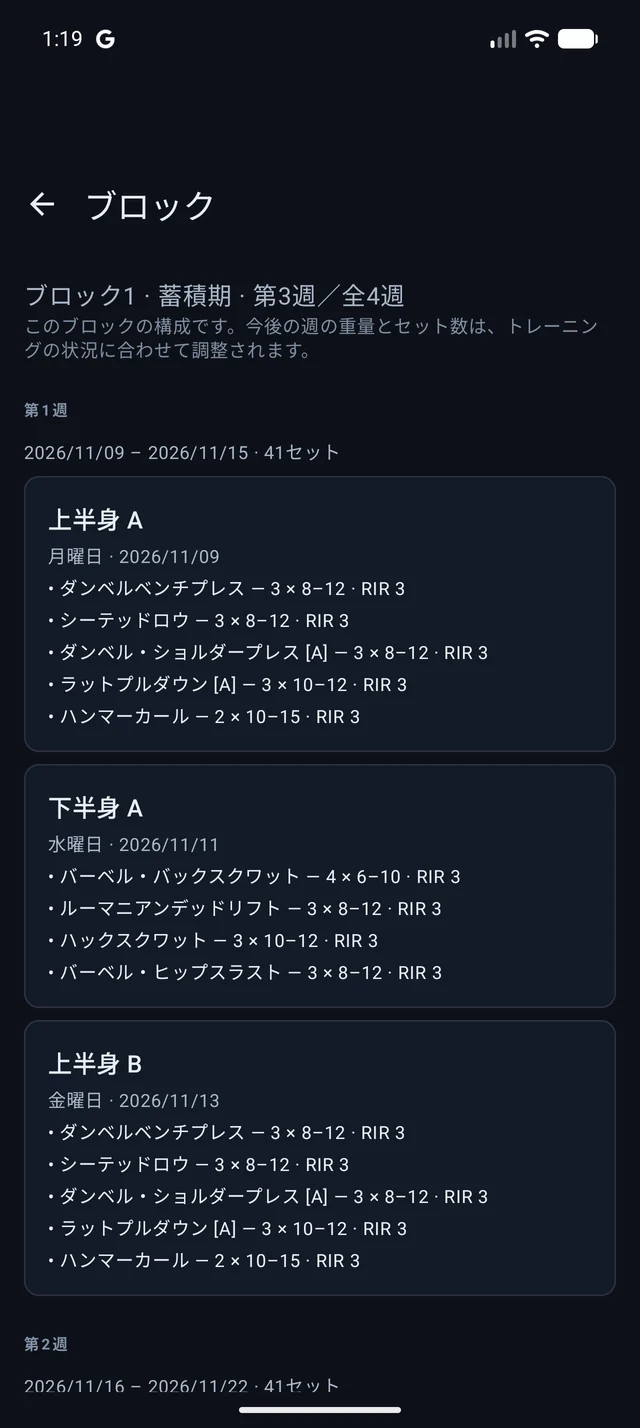 1:19 G
ブロック
ブロック1 · 蓄積期 · 第3週／全4週
このブロックの構成です。今後の週の重量とセット数は、トレーニン
グの状況に合わせて調整されます。
第1週
2026/11/09 – 2026/11/15 · 41セット
上半身 A
月曜日 · 2026/11/09
• ダンベルベンチプレス — 3 × 8–12 · RIR 3
• シーテッドロウ — 3 × 8–12 · RIR 3
• ダンベル・ショルダープレス [A] — 3 × 8–12 · RIR 3
• ラットプルダウン [A] — 3 × 10–12 · RIR 3
• ハンマーカール — 2 × 10–15 · RIR 3
下半身 A
水曜日 · 2026/11/11
• バーベル・バックスクワット — 4 × 6–10 · RIR 3
• ルーマニアンデッドリフト — 3 × 8–12 · RIR 3
• ハックスクワット — 3 × 10–12 · RIR 3
• バーベル・ヒップスラスト — 3 × 8–12 · RIR 3
上半身 B
金曜日 · 2026/11/13
• ダンベルベンチプレス — 3 × 8–12 · RIR 3
• シーテッドロウ — 3 × 8–12 · RIR 3
• ダンベル・ショルダープレス [A] — 3 × 8–12 · RIR 3
• ラットプルダウン [A] — 3 × 10–12 · RIR 3
• ハンマーカール — 2 × 10–15 · RIR 3
第2週
2026/11/16 – 2026/11/22 · 41セット